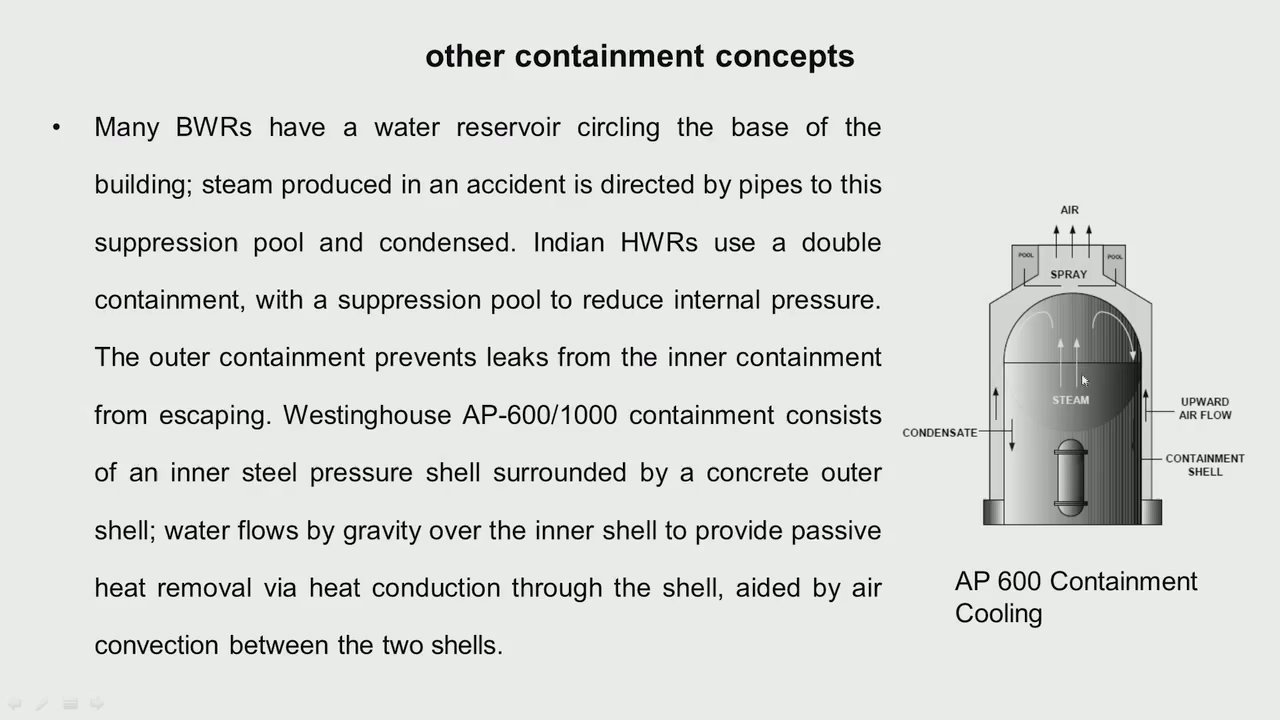 other containment concepts
• Many BWRs have a water reservoir circling the base of the
building; steam produced in an accident is directed by pipes to this
suppression pool and condensed. Indian HWRs use a double
containment, with a suppression pool to reduce internal pressure.
The outer containment prevents leaks from the inner containment
from escaping. Westinghouse AP-600/1000 containment consists
of an inner steel pressure shell surrounded by a concrete outer
shell; water flows by gravity over the inner shell to provide passive
heat removal via heat conduction through the shell, aided by air
convection between the two shells.
AIR
POOL
POOL
SPRAY
STEAM
UPWARD
AIR FLOW
CONDENSATE
CONTAINMENT
SHELL
AP 600 Containment
Cooling